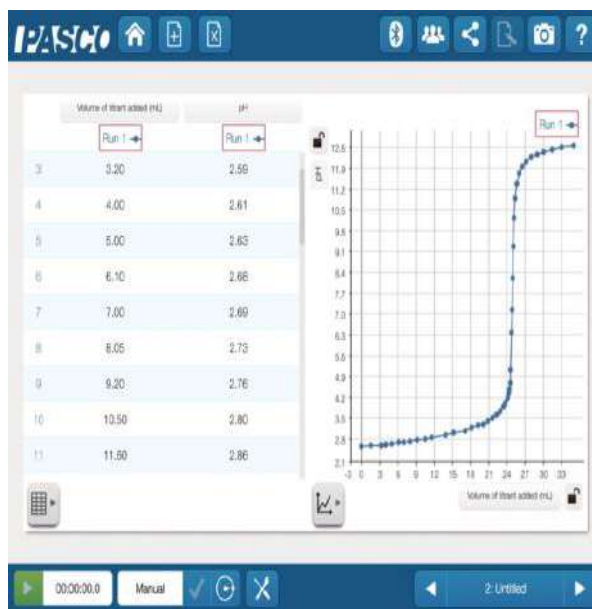 PASCO
?
Volume of titrant added (mL) pH
Run 1 Run 1
3 3.20 2.59
4 4.00 2.61
5 5.00 2.63
6 6.10 2.66
7 7.00 2.69
8 8.05 2.73
9 9.20 2.76
10 10.50 2.80
11 11.50 2.86
Run 1
pH
12.5
11.9
11.2
10.5
9.8
9.1
8.4
7.7
7.0
6.3
5.6
4.9
4.2
3.5
2.8
2.1
-3 0 3 6 9 12 15 18 21 24 27 30 33
Volume of titrant added (mL)
00:00:00.0 Manual 2: Untitled